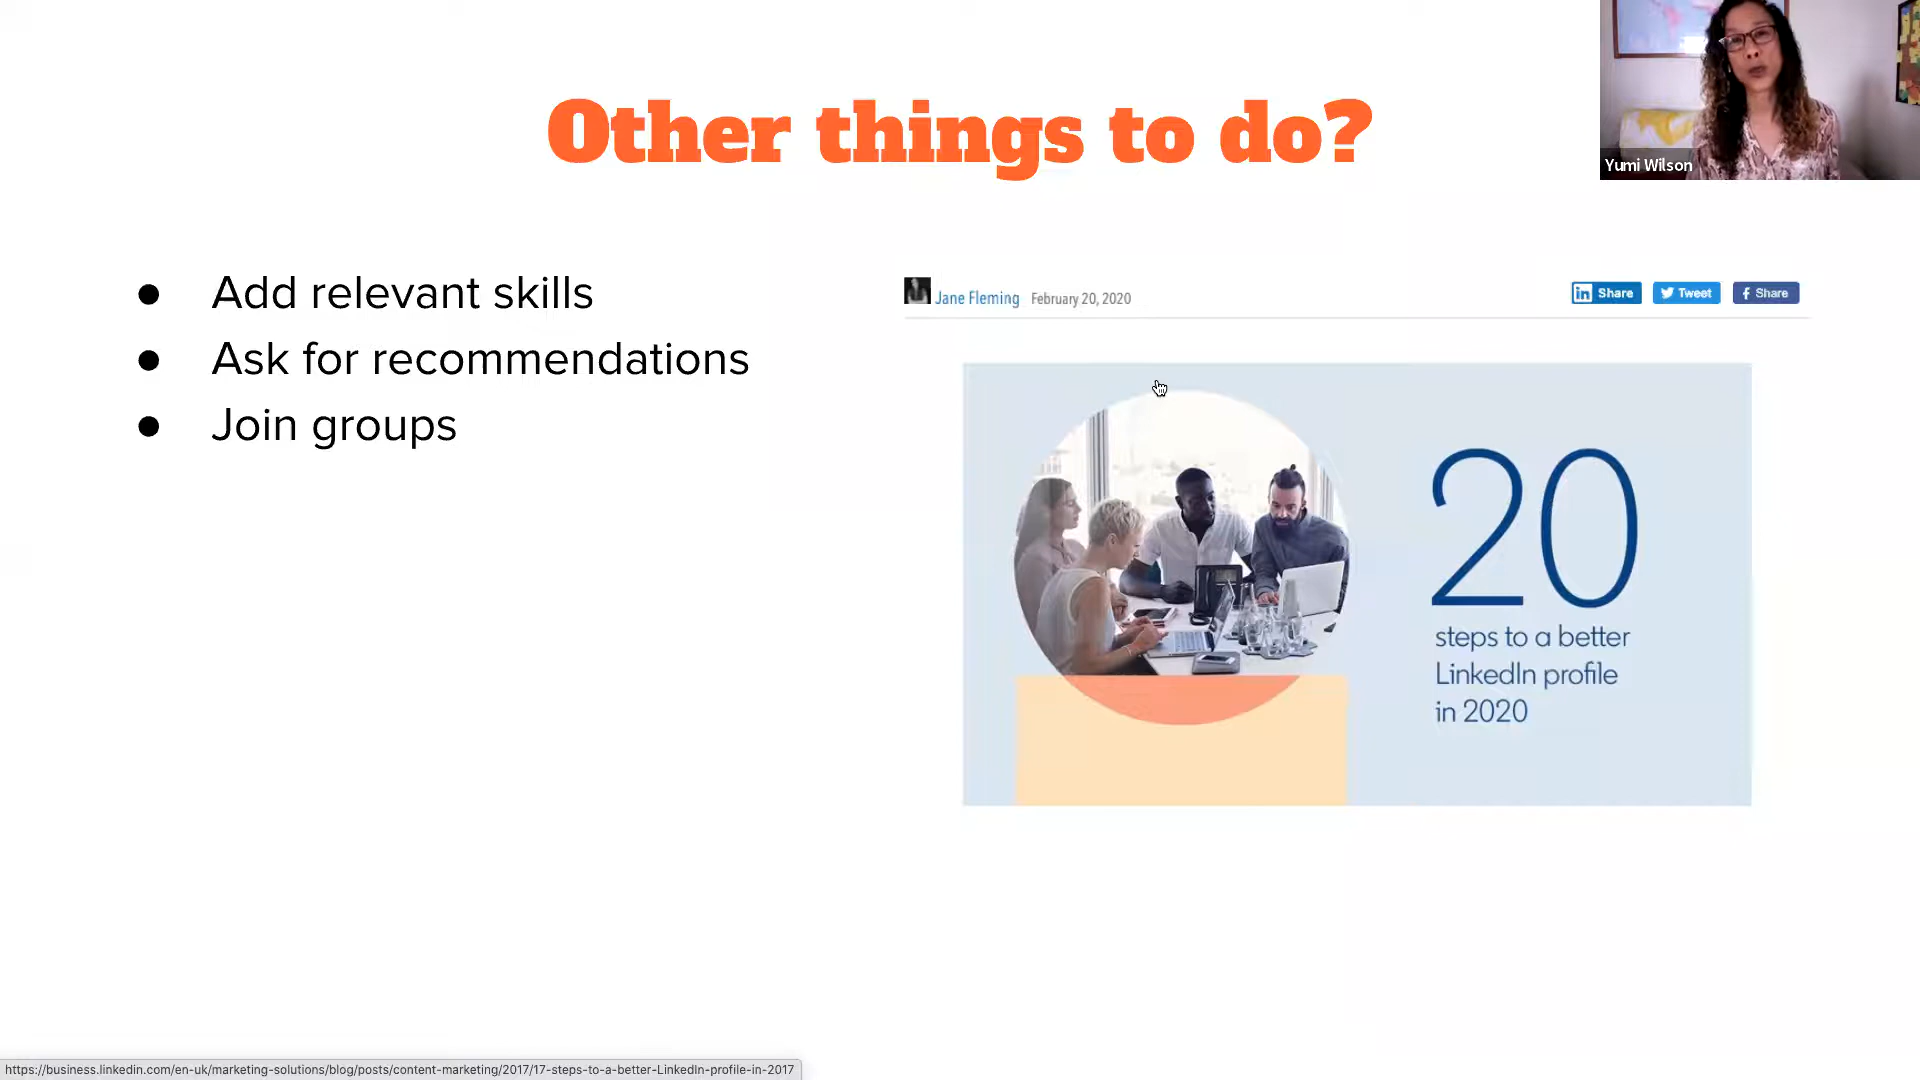 Other things to do?
Yumi Wilson
Add relevant skills
Ask for recommendations
Join groups
Jane Fleming February 20, 2020
in Share Tweet f Share
20
steps to a better
LinkedIn profile
in 2020
https://business.linkedin.com/en-uk/marketing-solutions/blog/posts/content-marketing/2017/17-steps-to-a-better-LinkedIn-profile-in-2017